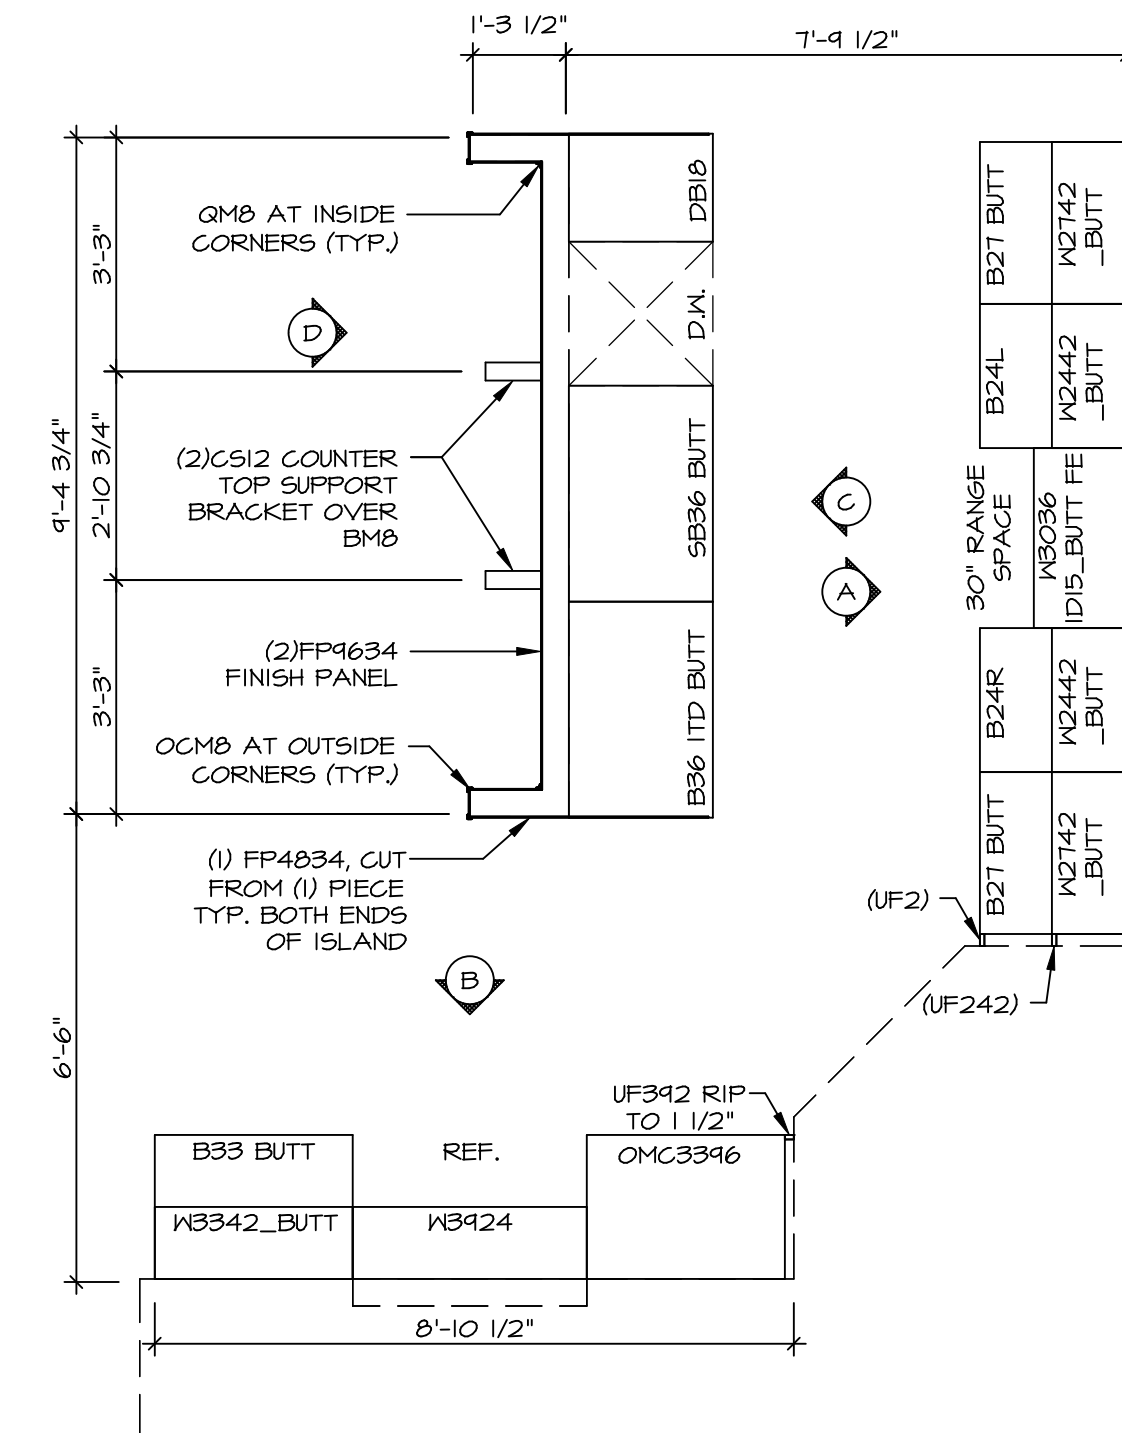 1'-3 1/2"
7'-9 1/2"
QM8 AT INSIDE
CORNERS (TYP.)
3'-3"
D
DB18
D.W.
B27 BUTT
W2742
_BUTT
B24L
W2442
_BUTT
9'-4 3/4"
2'-10 3/4"
(2)CS12 COUNTER
TOP SUPPORT
BRACKET OVER
BM8
SB36 BUTT
C
A
30" RANGE
SPACE
W3036
1D15_BUTT FE
(2)FP9634
FINISH PANEL
3'-3"
B36 1TD BUTT
B24R
W2442
_BUTT
OCM8 AT OUTSIDE
CORNERS (TYP.)
B27 BUTT
W2742
_BUTT
(1) FP4834, CUT
FROM (1) PIECE
TYP. BOTH ENDS
OF ISLAND
(UF2)
B
(UF242)
6'-6"
UF392 RIP
TO 1 1/2"
B33 BUTT
REF.
OMC3396
W3342_BUTT
W3924
8'-10 1/2"